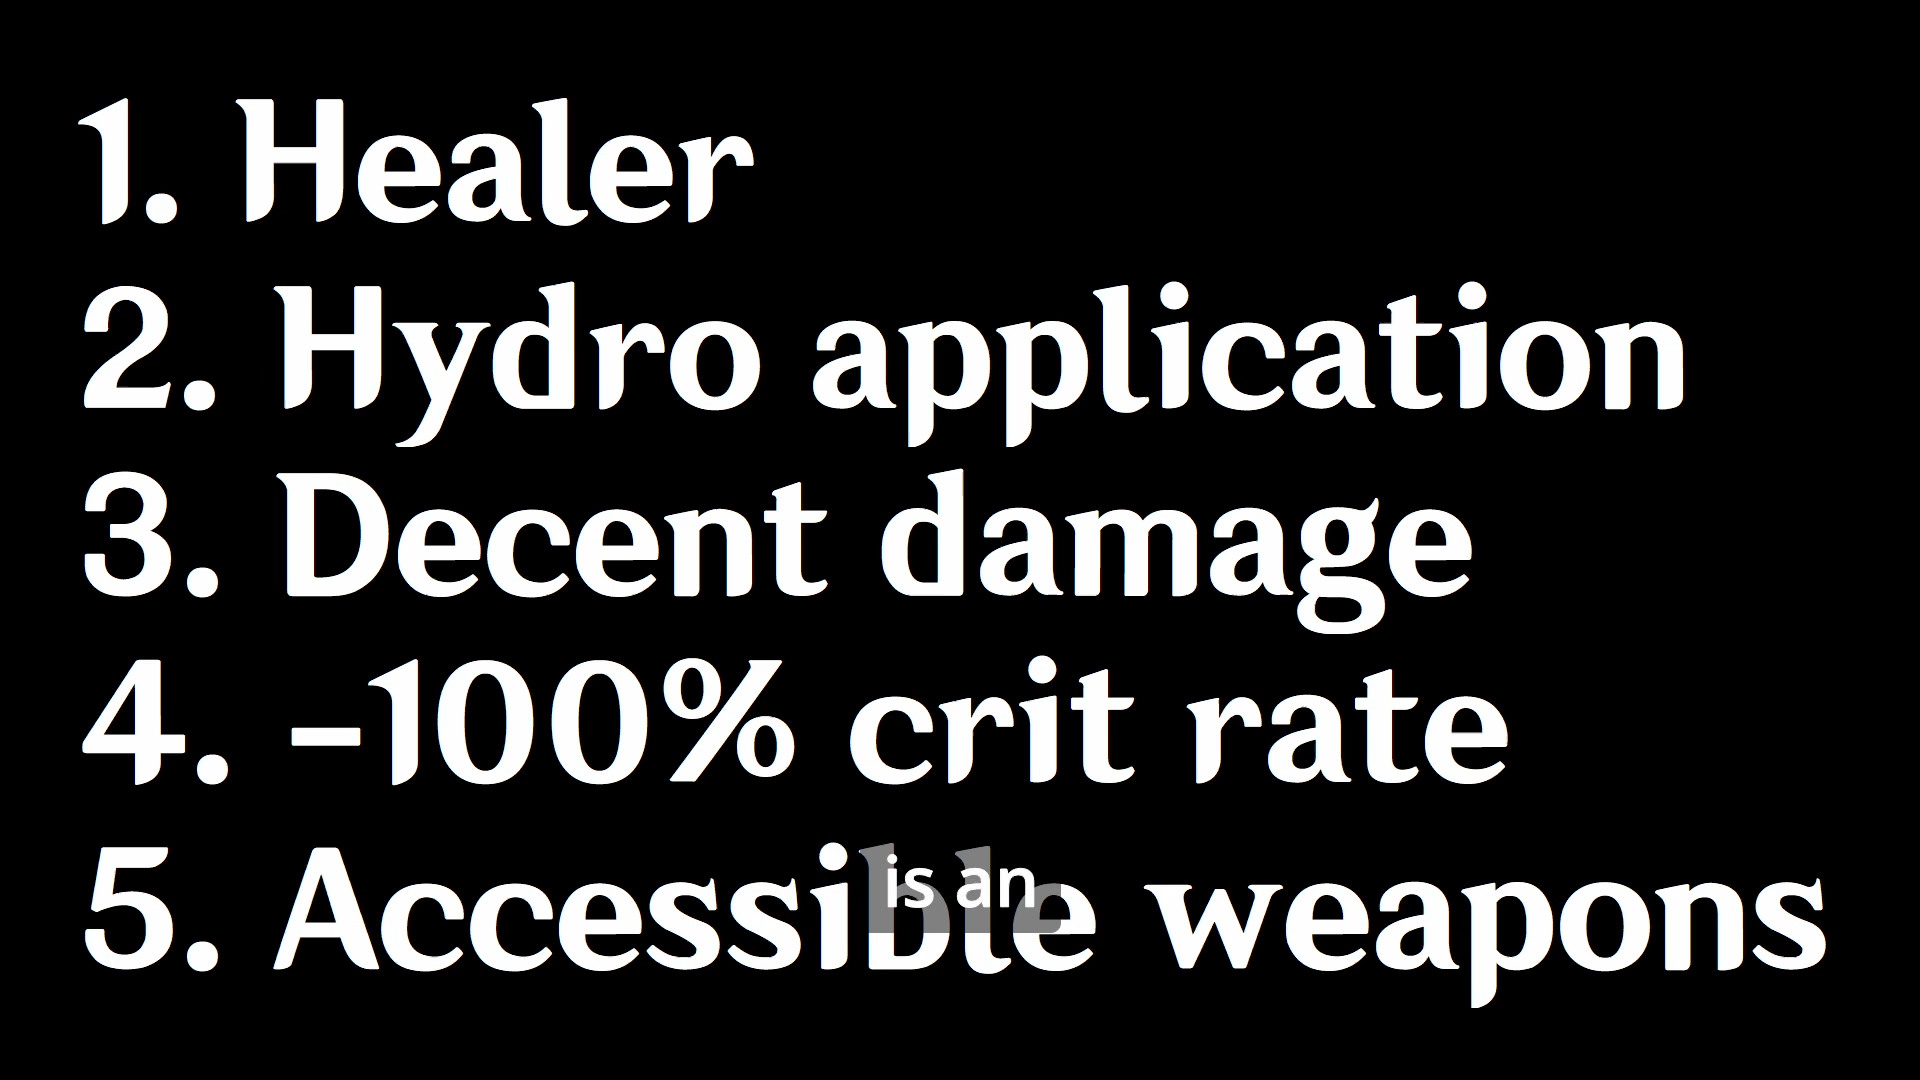 1. Healer
2. Hydro application
3. Decent damage
4. -100% crit rate
5. Accessible weapons
is an